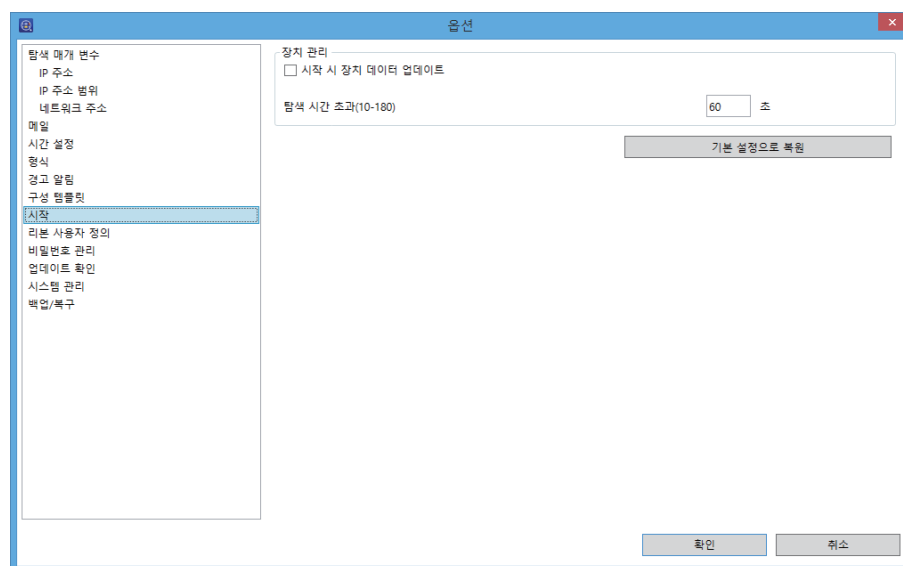 옵션
탐색 매개 변수
IP 주소
IP 주소 범위
네트워크 주소
메일
시간 설정
형식
경고 알림
구성 템플릿
시작
리본 사용자 정의
비밀번호 관리
업데이트 확인
시스템 관리
백업/복구
장치 관리
시작 시 장치 데이터 업데이트
탐색 시간 초과(10-180) 60 초
기본 설정으로 복원
확인 취소